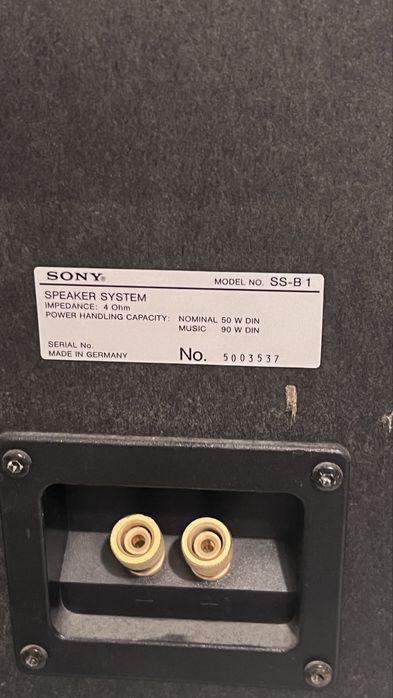 SONY®
MODEL NO. SS-B 1
SPEAKER SYSTEM
IMPEDANCE: 4 Ohm
POWER HANDLING CAPACITY: NOMINAL 50 W DIN
MUSIC 90 W DIN
SERIAL No.
MADE IN GERMANY No. 5003537